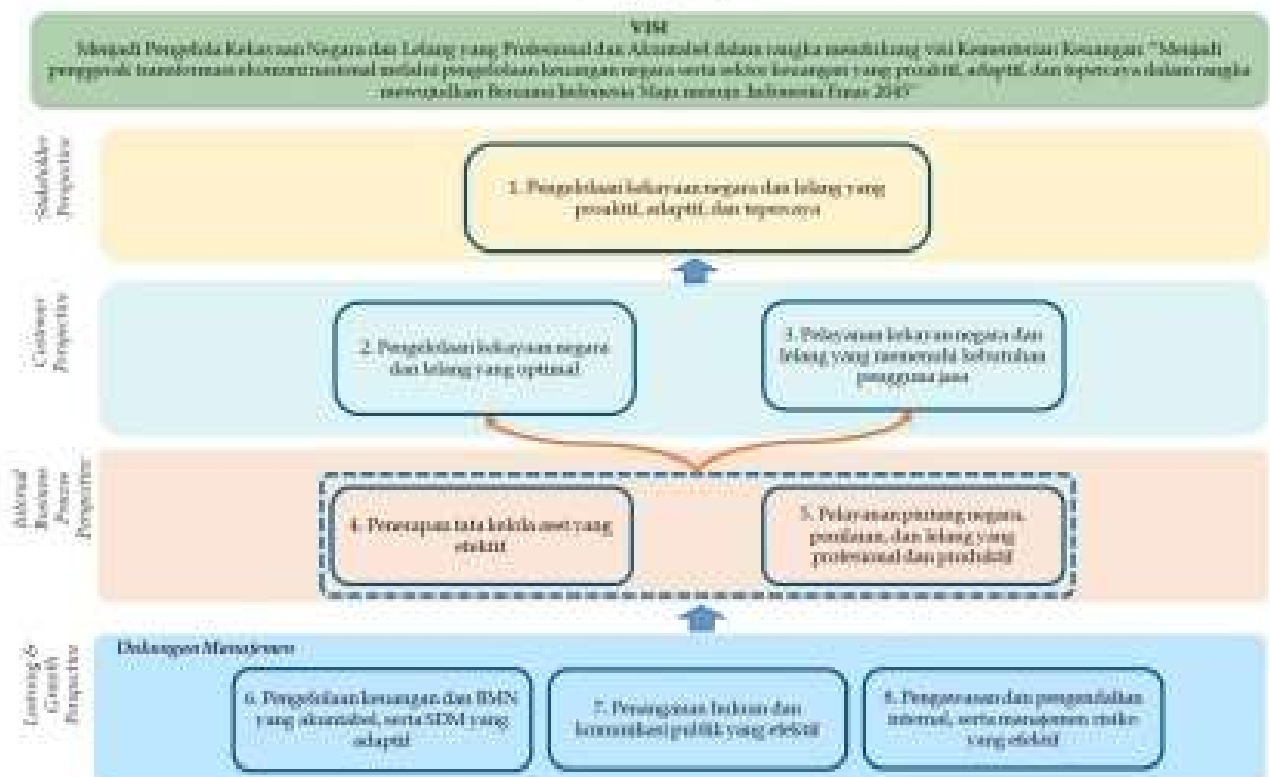 VISI
Menjadi Pengelola Kekayaan Negara dan Lelang yang Profesional dan Akuntabel dalam rangka mendukung visi Kementerian Keuangan: "Menjadi
penggerak transformasi ekonomi nasional melalui pengelolaan keuangan negara serta sektor keuangan yang proaktif, adaptif, dan tepercaya dalam rangka
mewujudkan Bersama Indonesia Maju menuju Indonesia Emas 2045"
Stakeholder
Perspective
1. Pengelolaan kekayaan negara dan lelang yang
proaktif, adaptif, dan tepercaya
Customer
Perspective
2. Pengelolaan kekayaan negara
dan lelang yang optimal
3. Pelayanan kekayan negara dan
lelang yang memenuhi kebutuhan
pengguna jasa
Internal
Business
Process
Perspective
4. Penerapan tata kelola aset yang
efektif
5. Pelayanan piutang negara,
penilaian, dan lelang yang
profesional dan produktif
Learning &
Growth
Perspective
Dukungan Manajemen
6. Pengelolaan keuangan dan BMN
yang akuntabel, serta SDM yang
adaptif
7. Penanganan hukum dan
komunikasi publik yang efektif
8. Pengawasan dan pengendalian
internal, serta manajemen risiko
yang efektif